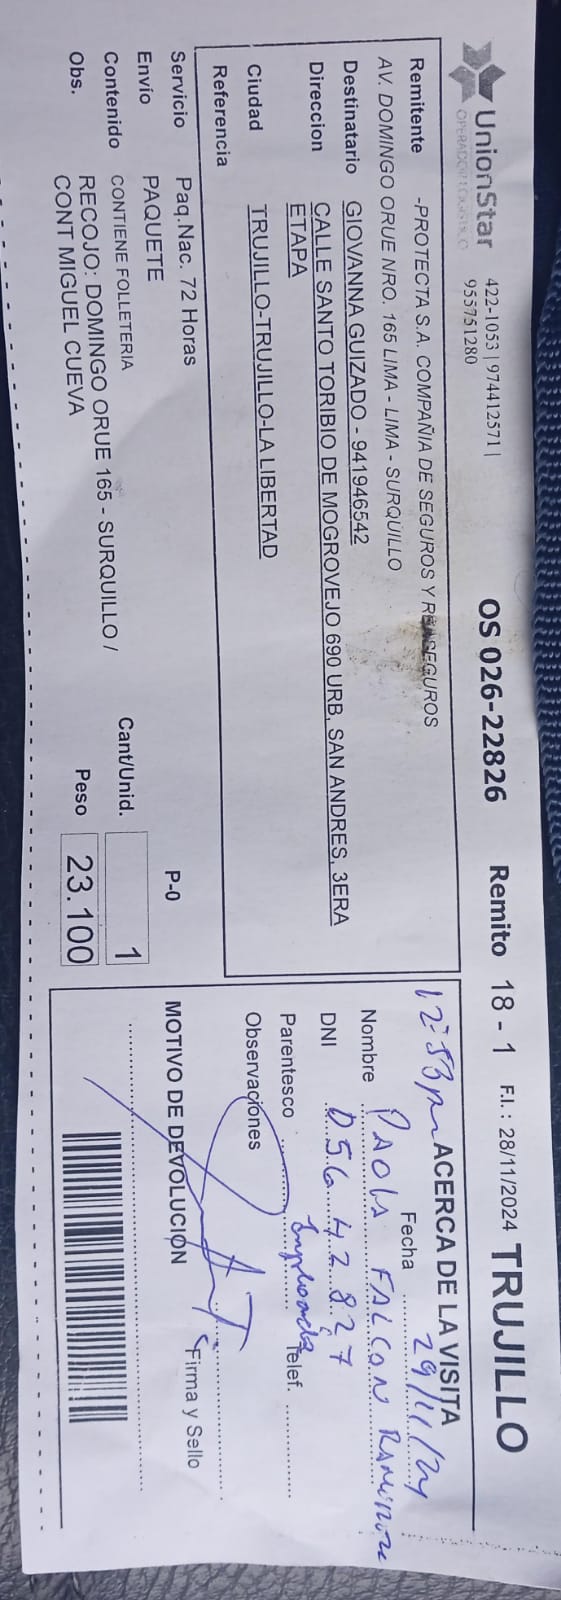 UnionStar
OPERADOR LOGISTICO
422-1053 | 974412571 |
955751280
OS 026-22826 Remito 18 - 1 F.I.: 28/11/2024 TRUJILLO
Remitente -PROTECTA S.A. COMPAÑIA DE SEGUROS Y REASEGUROS
AV. DOMINGO ORUE NRO. 165 LIMA - LIMA - SURQUILLO
Destinatario GIOVANNA GUIZADO - 941946542
Direccion CALLE SANTO TORIBIO DE MOGROVEJO 690 URB. SAN ANDRES, 3ERA
ETAPA
Ciudad TRUJILLO-TRUJILLO-LA LIBERTAD
Referencia
Servicio Paq.Nac. 72 Horas P-0
Envío PAQUETE
Contenido CONTIENE FOLLETERIA Cant/Unid. 1
Obs. RECOJO: DOMINGO ORUE 165 - SURQUILLO / Peso 23.100
CONT MIGUEL CUEVA
12:53pm ACERCA DE LA VISITA
Fecha 29/11/24
Nombre PAOLA FALCON
DNI 05642827
Parentesco Empleada Telef.
Observaciones
Firma y Sello
MOTIVO DE DEVOLUCIÓN